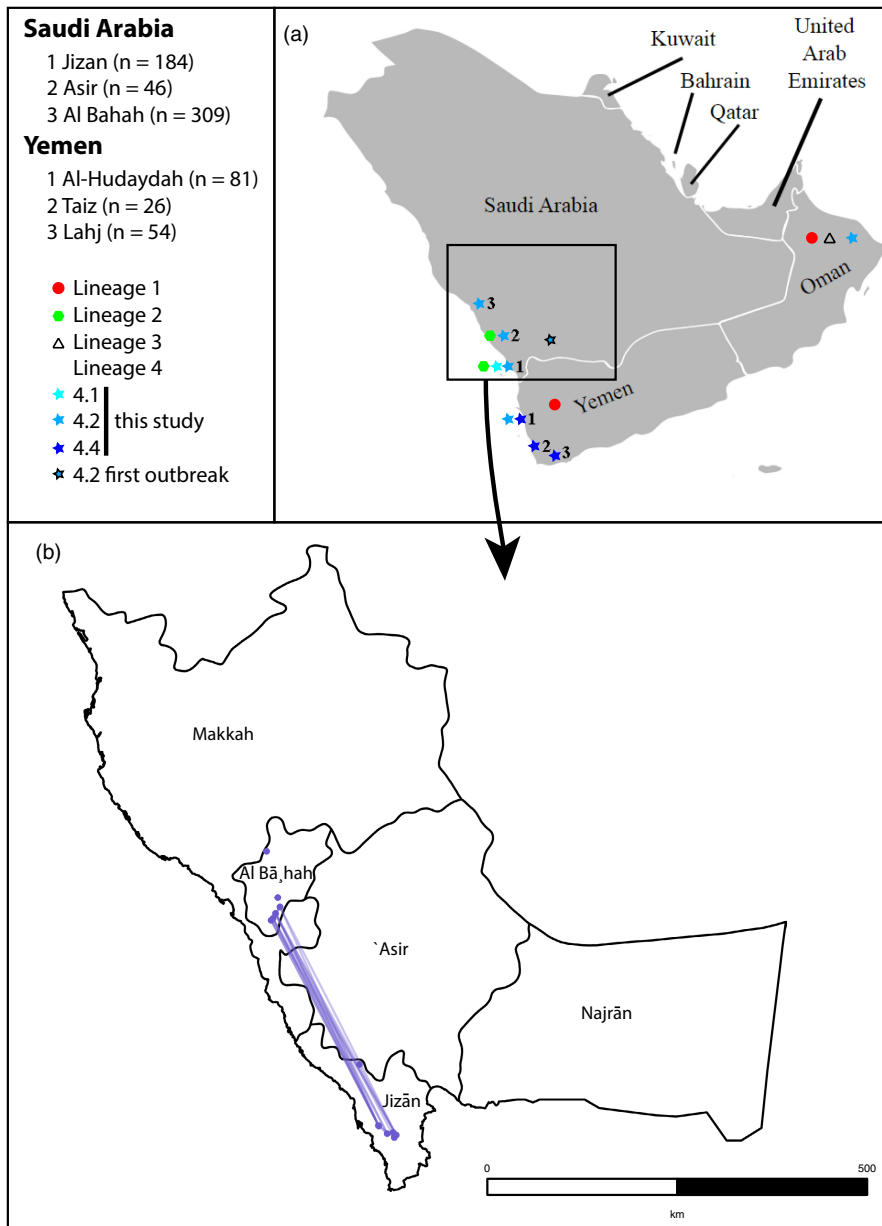 Saudi Arabia
1 Jizan (n = 184)
2 Asir (n = 46)
3 Al Bahah (n = 309)
Yemen
1 Al-Hudaydah (n = 81)
2 Taiz (n = 26)
3 Lahj (n = 54)
Lineage 1
Lineage 2
Lineage 3
Lineage 4
4.1
4.2
this study
4.4
4.2 first outbreak
(a)
Kuwait
Bahrain
Qatar
United
Arab
Emirates
Saudi Arabia
Oman
3
2
1
Yemen
1
2
3
(b)
Makkah
Al Bā¸hah
`Asir
Najrān
Jizān
0
500
km